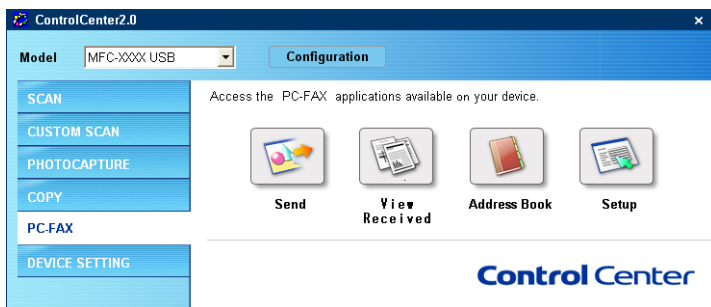 ControlCenter2.0
Model MFC-XXXX USB Configuration
SCAN
CUSTOM SCAN
PHOTOCAPTURE
COPY
PC-FAX
DEVICE SETTING
Access the PC-FAX applications available on your device.
Send View Received Address Book Setup
Control Center